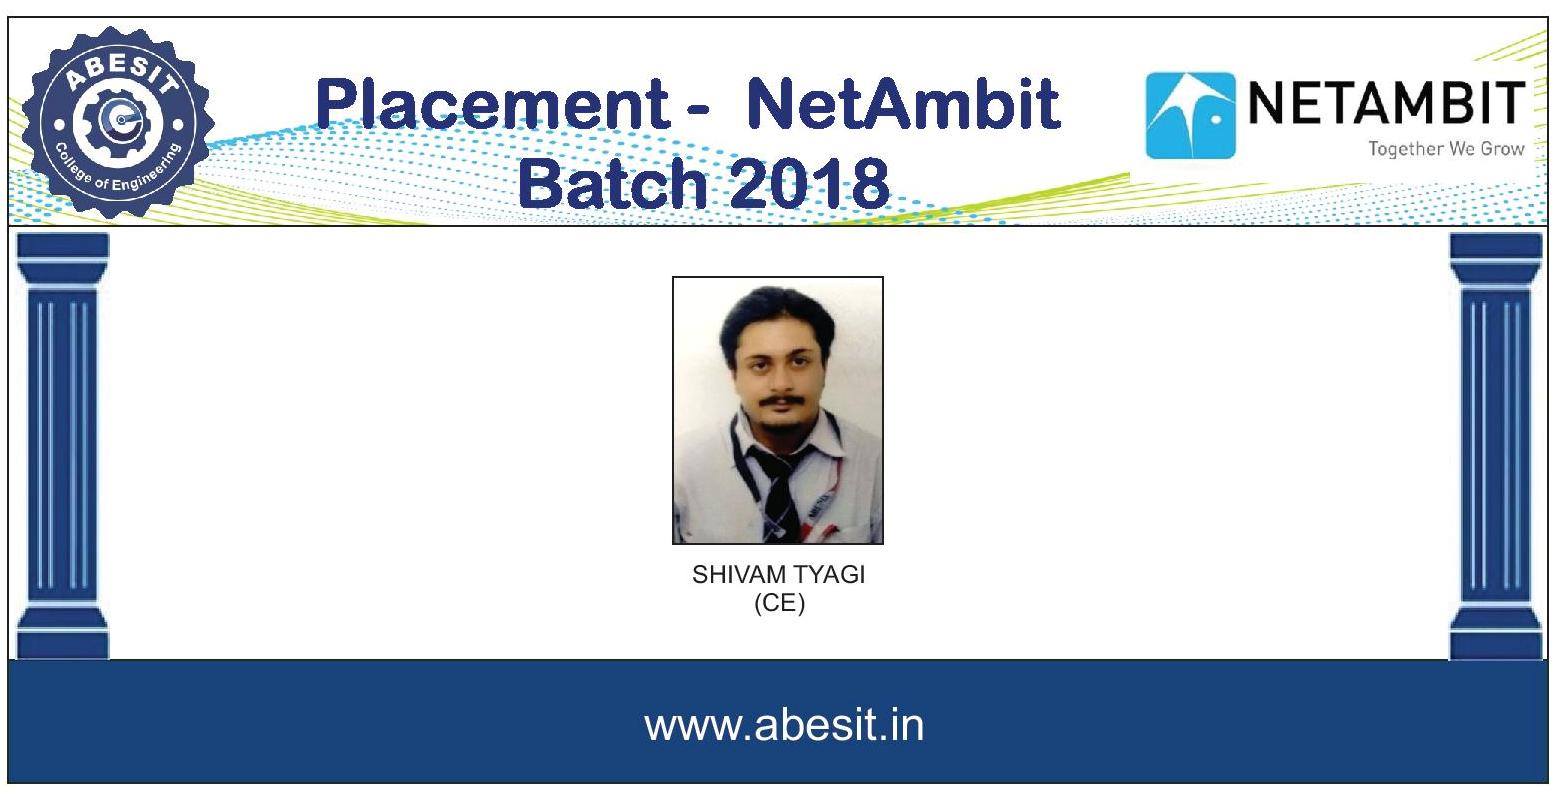 ABESIT
College of Engineering
Placement - NetAmbit
Batch 2018
NETAMBIT
Together We Grow
SHIVAM TYAGI
(CE)
www.abesit.in